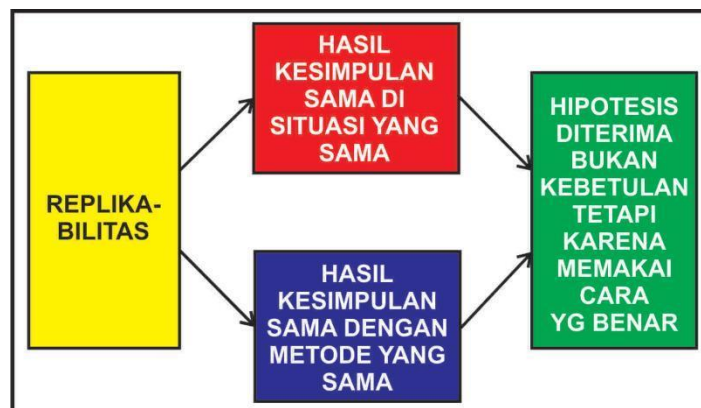 REPLIKA-
BILITAS
HASIL
KESIMPULAN
SAMA DI
SITUASI YANG
SAMA
HASIL
KESIMPULAN
SAMA DENGAN
METODE YANG
SAMA
HIPOTESIS
DITERIMA
BUKAN
KEBETULAN
TETAPI
KARENA
MEMAKAI
CARA
YG BENAR